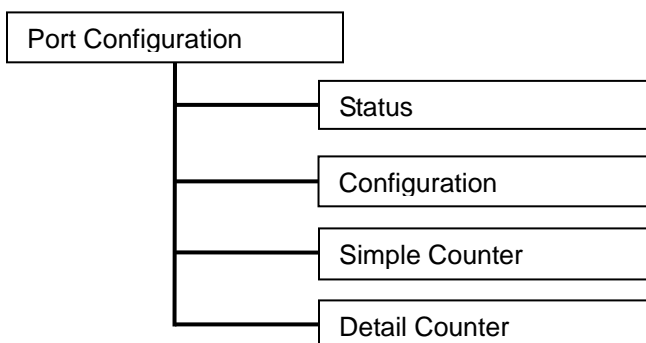 Port Configuration
Status
Configuration
Simple Counter
Detail Counter